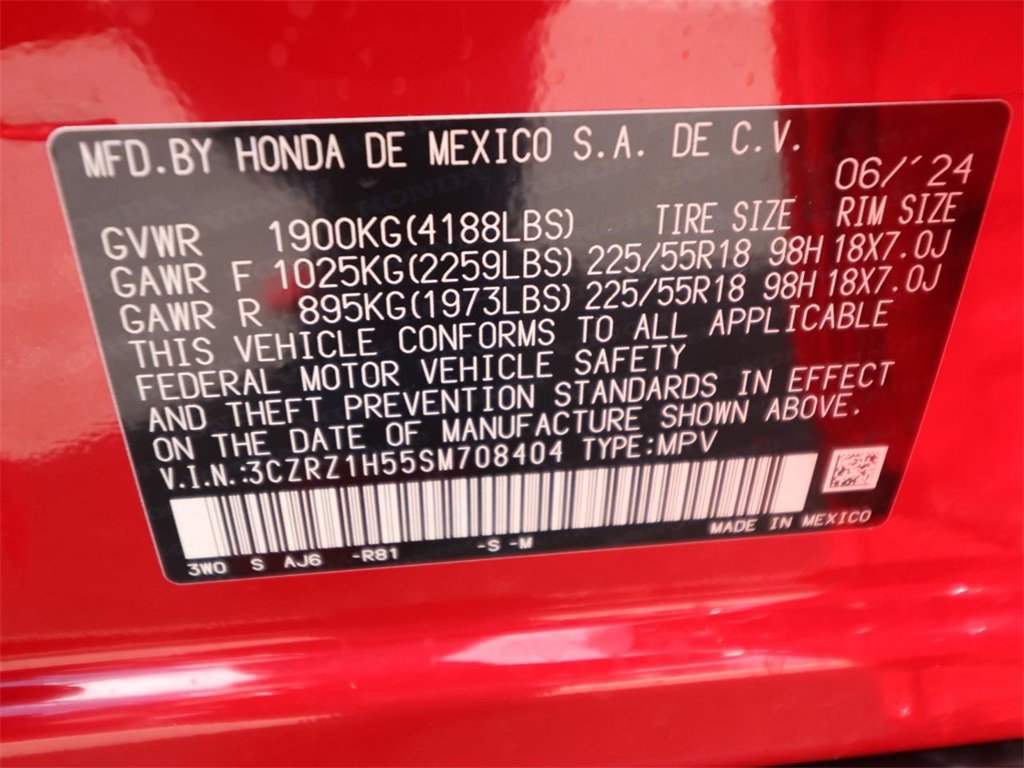 MFD.BY HONDA DE MEXICO S.A. DE C.V.
06/'24
GVWR 1900KG(4188LBS) TIRE SIZE RIM SIZE
GAWR F 1025KG(2259LBS) 225/55R18 98H 18X7.0J
GAWR R 895KG(1973LBS) 225/55R18 98H 18X7.0J
THIS VEHICLE CONFORMS TO ALL APPLICABLE
FEDERAL MOTOR VEHICLE SAFETY
AND THEFT PREVENTION STANDARDS IN EFFECT
ON THE DATE OF MANUFACTURE SHOWN ABOVE.
V.I.N.:3CZRZ1H55SM708404 TYPE:MPV
MADE IN MEXICO
3W0 S AJ6 -R81 -S -M